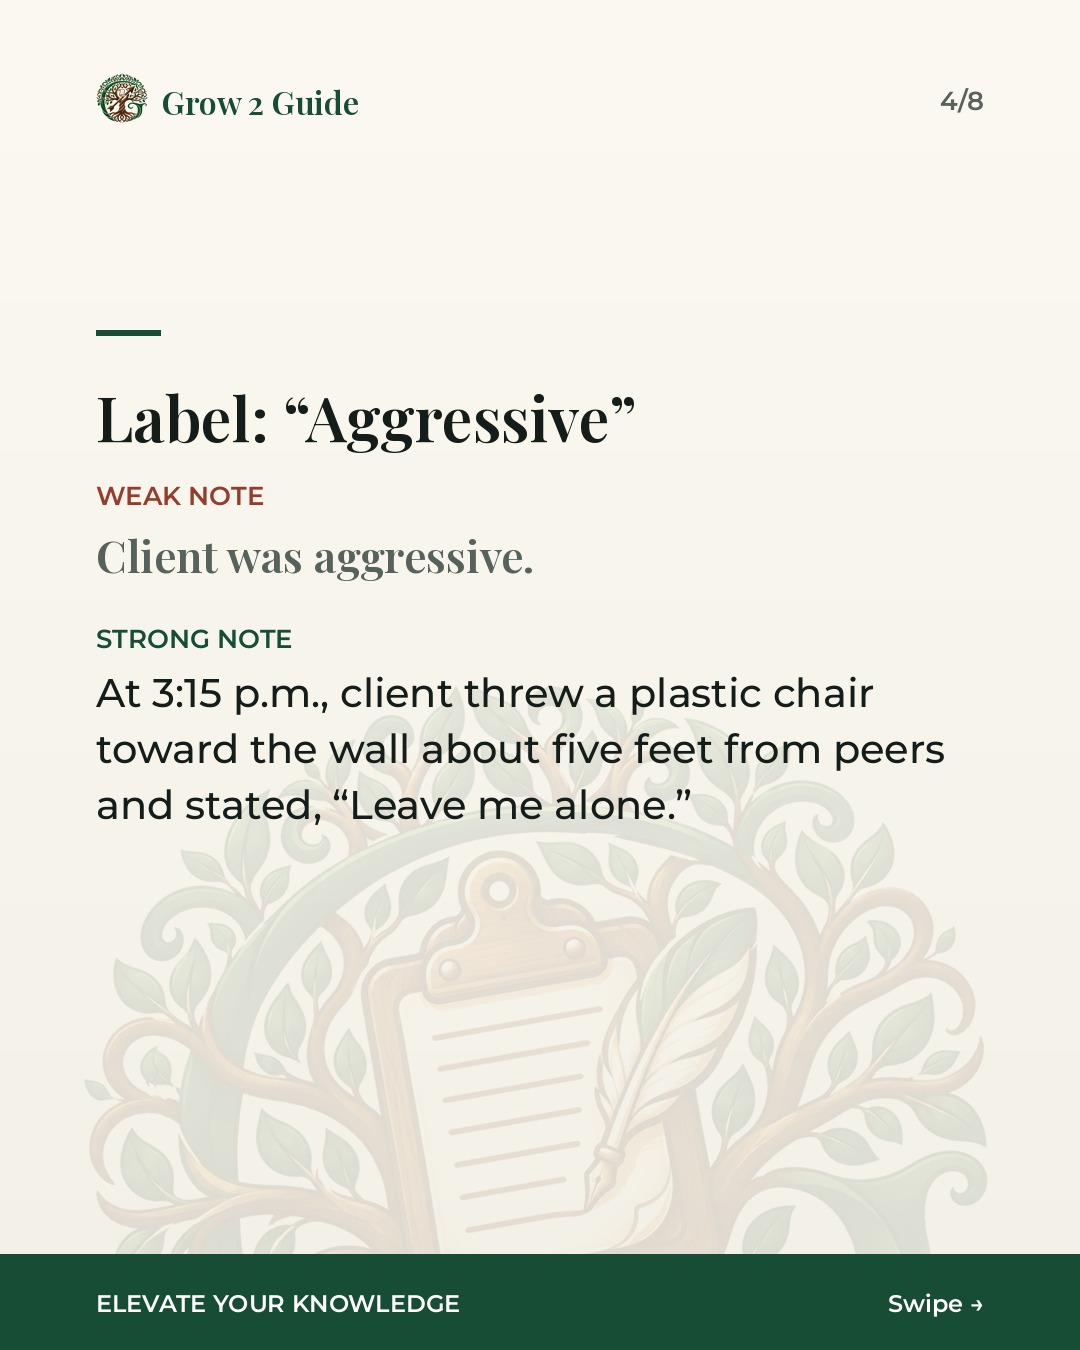 Grow 2 Guide
4/8
Label: “Aggressive”
WEAK NOTE
Client was aggressive.
STRONG NOTE
At 3:15 p.m., client threw a plastic chair
toward the wall about five feet from peers
and stated, “Leave me alone.”
ELEVATE YOUR KNOWLEDGE
Swipe →